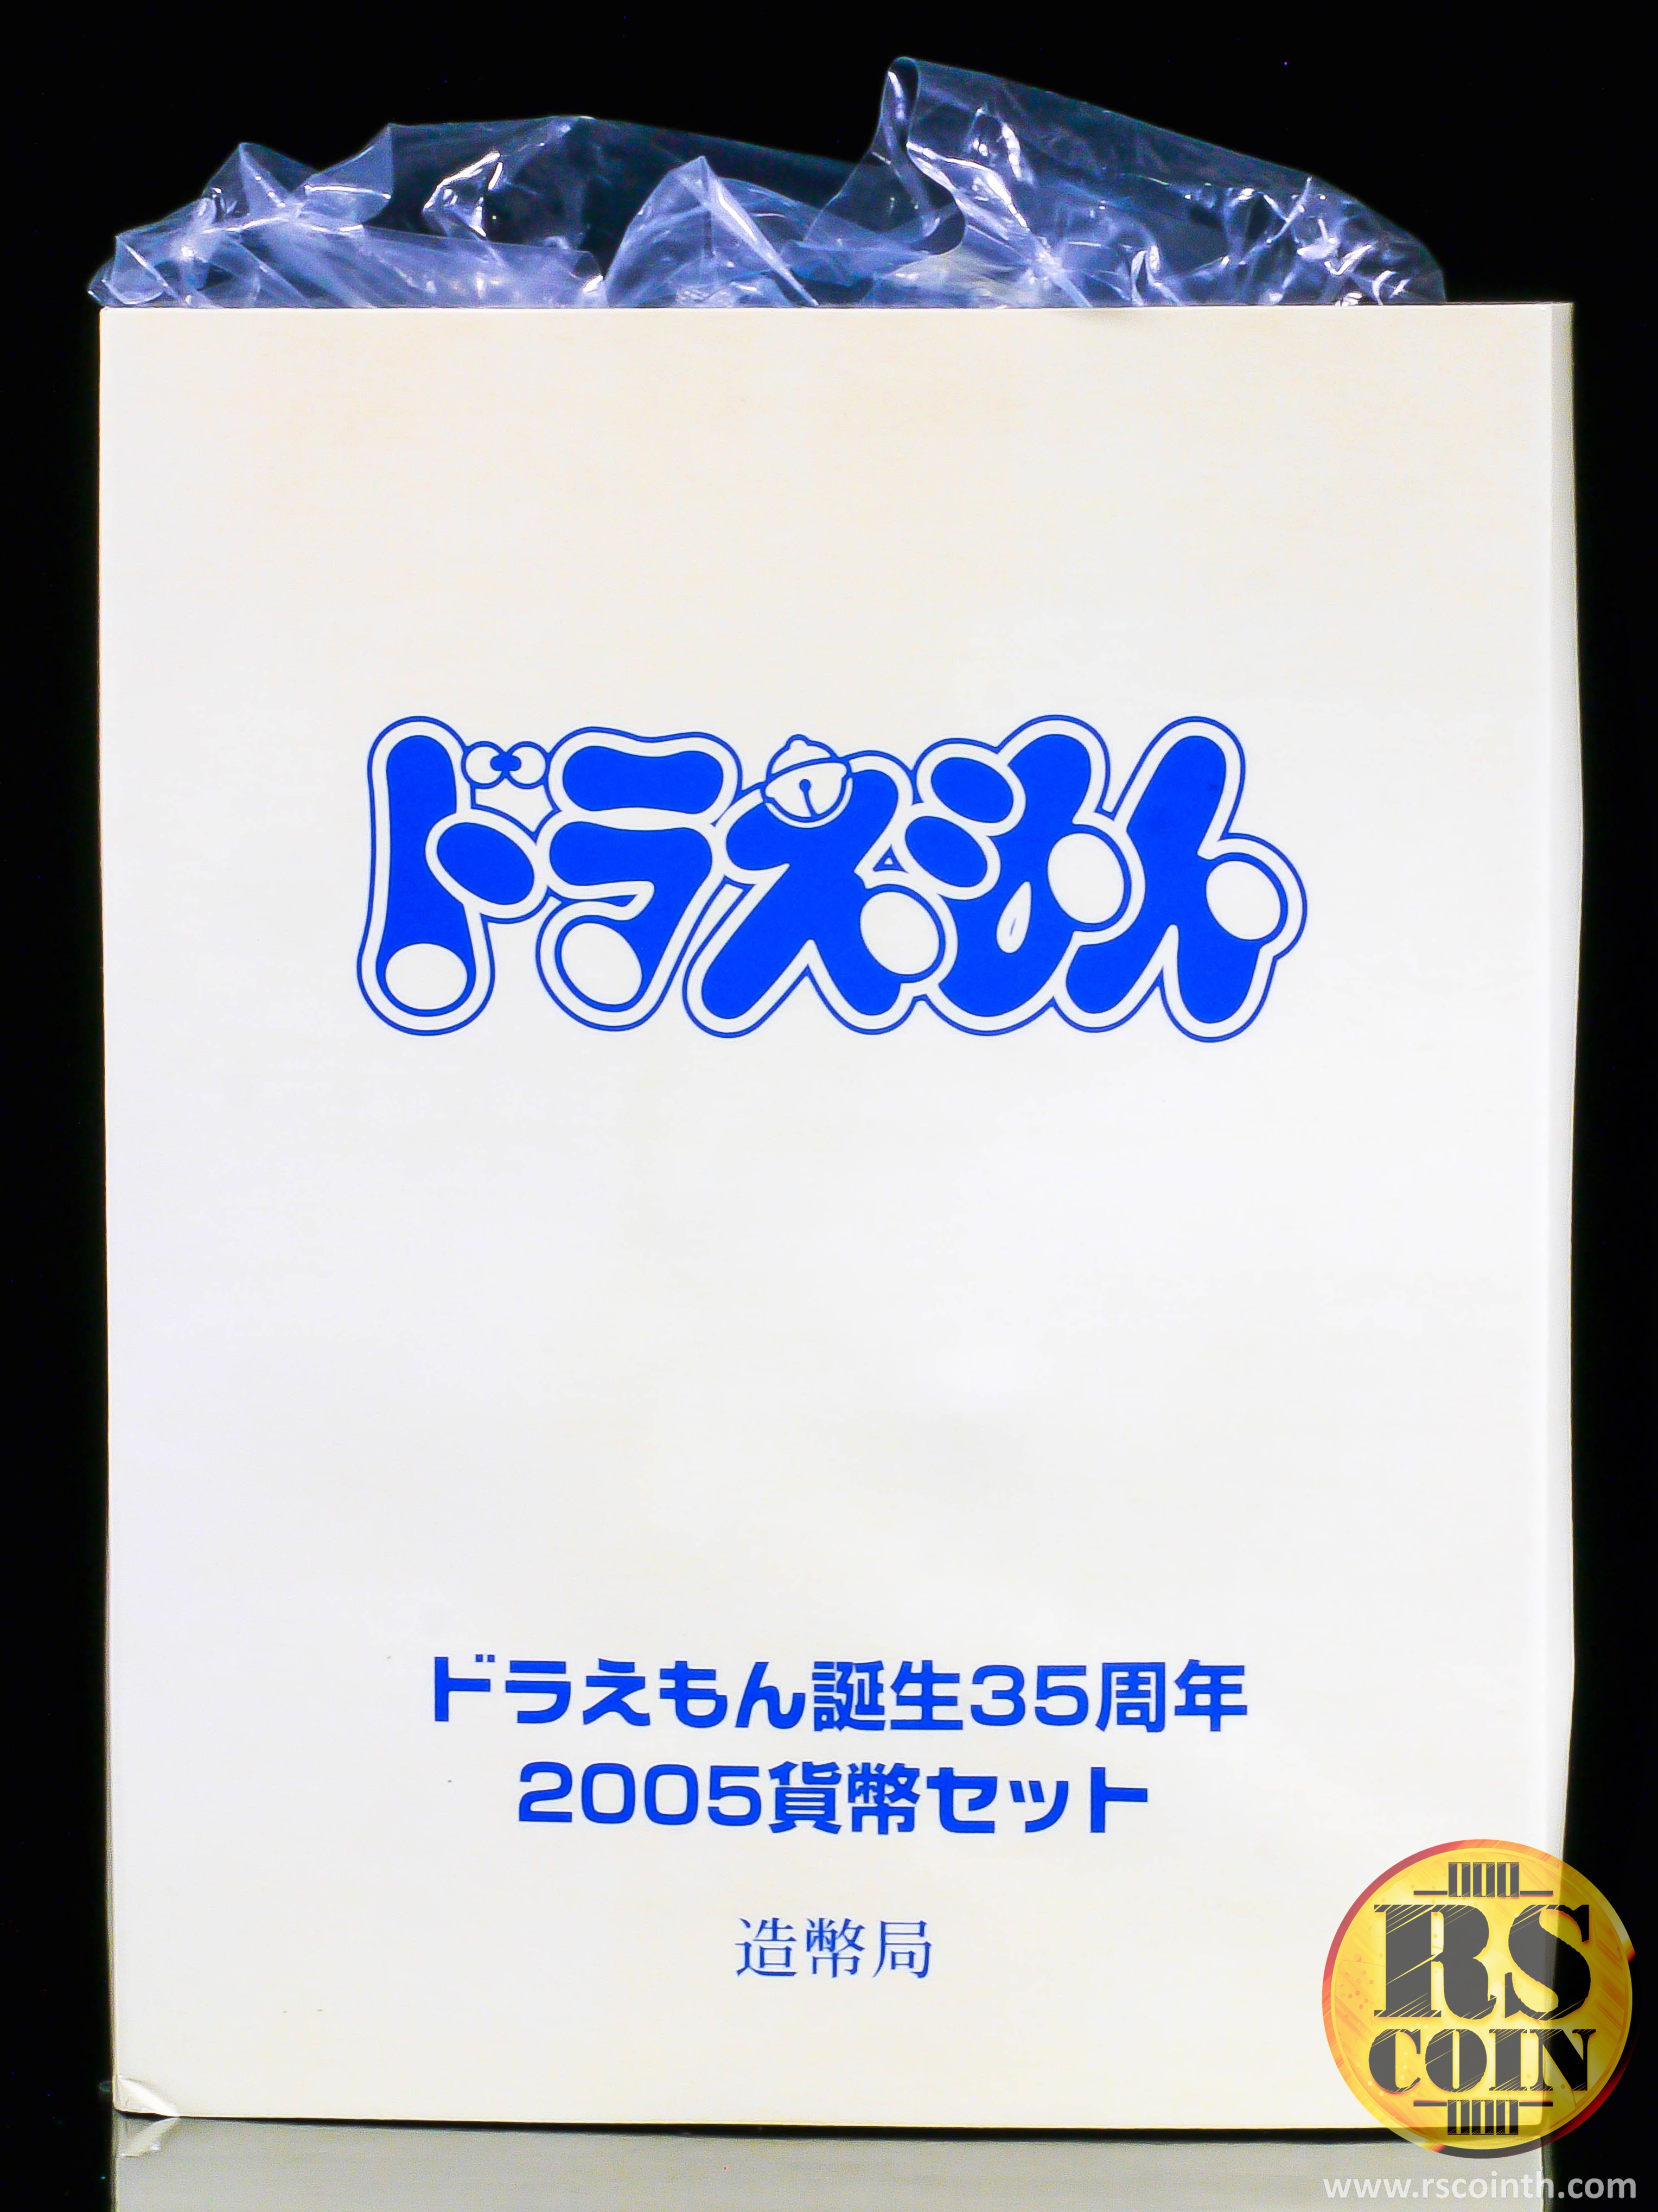 ドラえもん
ドラえもん誕生35周年
2005貨幣セット
造幣局
RS
COIN
www.rscointh.com